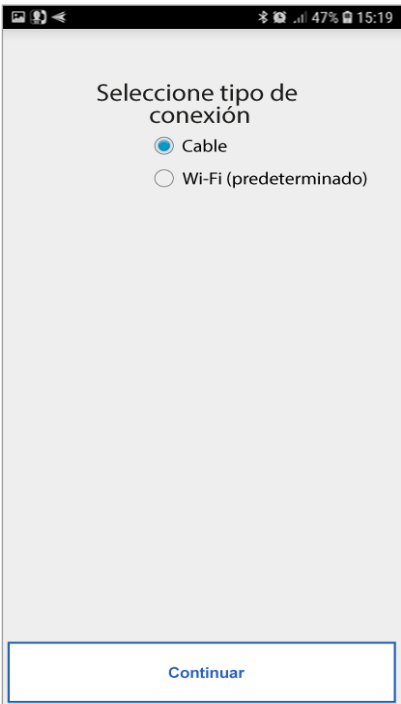 47% 15:19
Seleccione tipo de
conexión
Cable
Wi-Fi (predeterminado)
Continuar